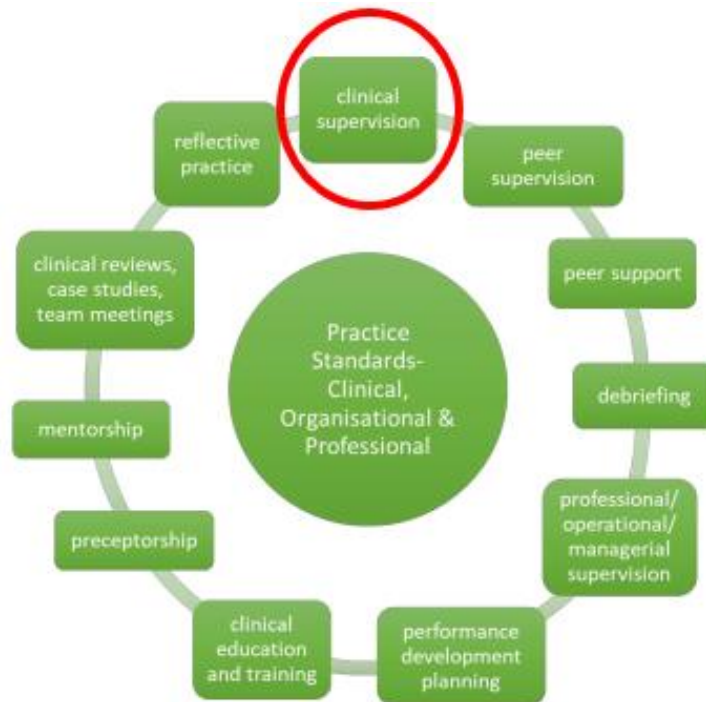 clinical
supervision
peer
supervision
peer support
debriefing
professional/
operational/
managerial
supervision
performance
development
planning
clinical
education
and training
preceptorship
mentorship
clinical reviews,
case studies,
team meetings
reflective
practice
Practice
Standards-
Clinical,
Organisational &
Professional